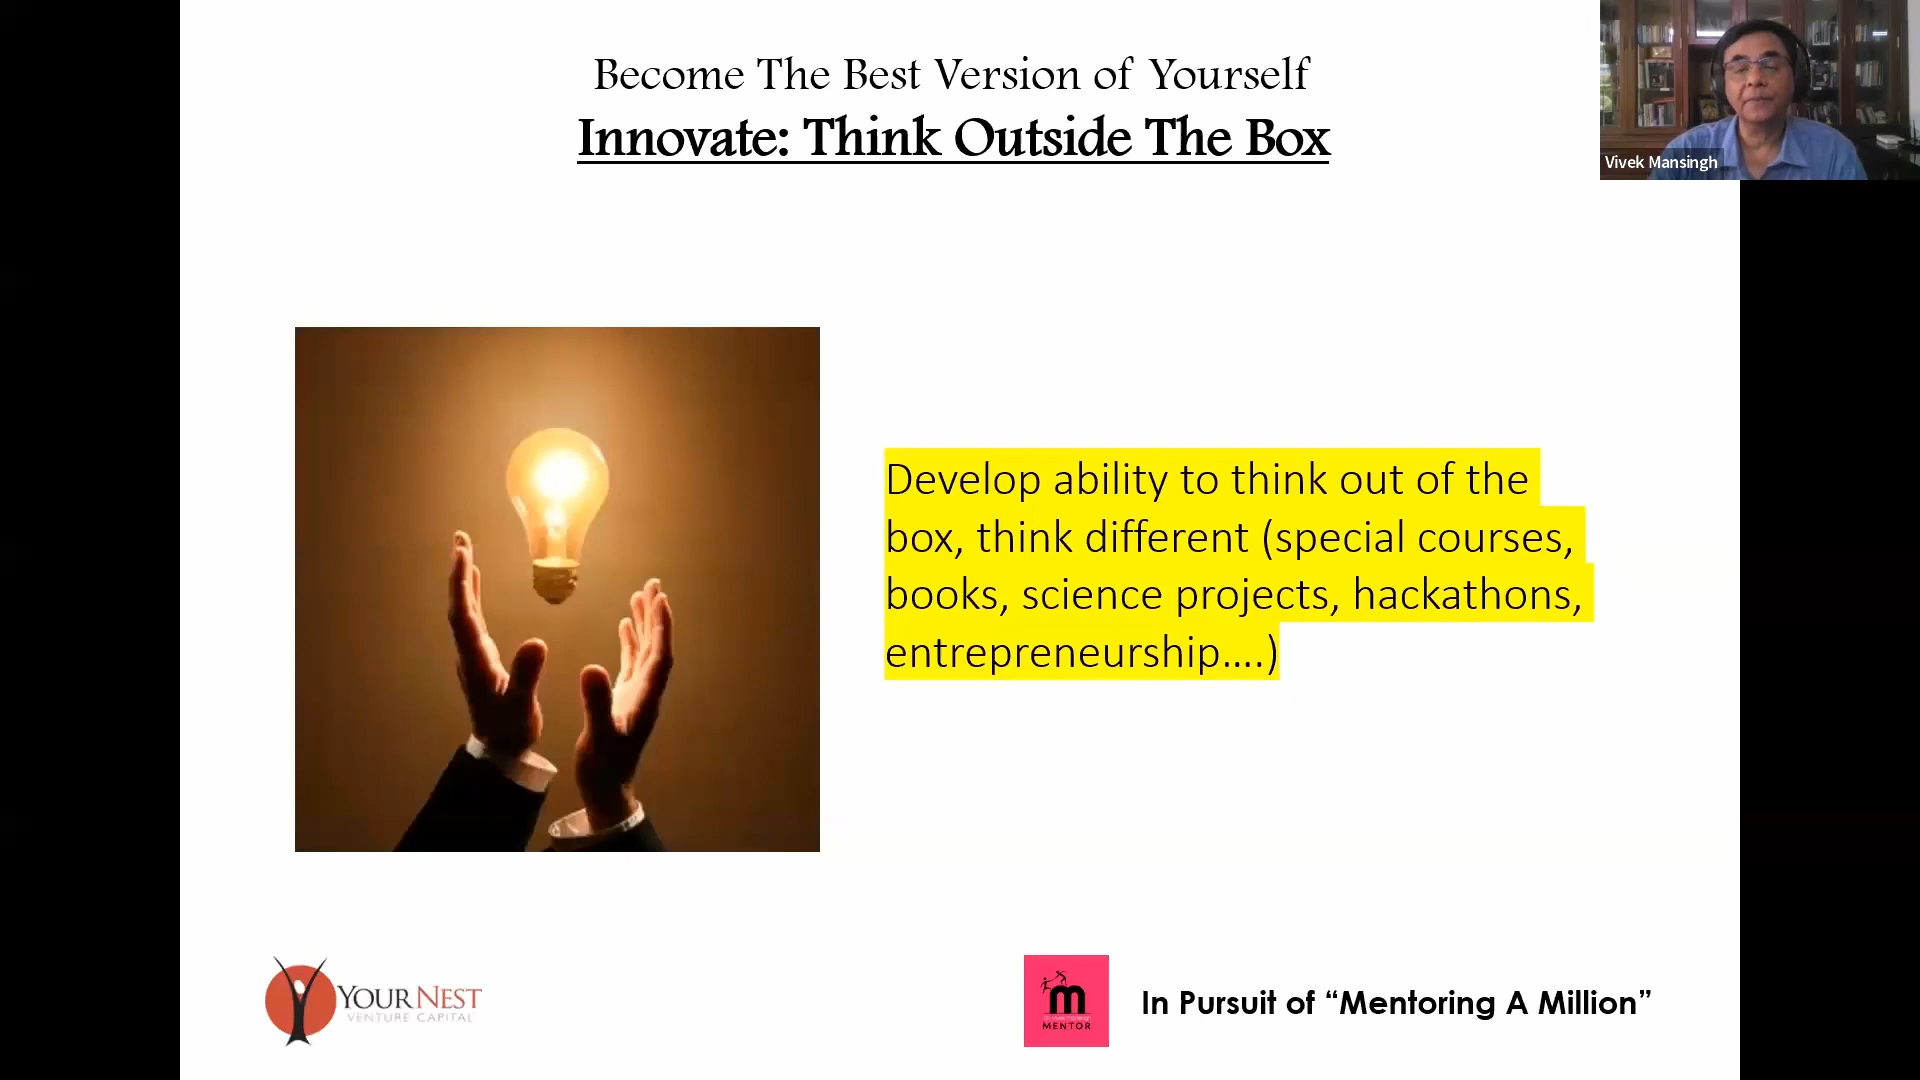 Become The Best Version of Yourself
Innovate: Think Outside The Box
Vivek Mansingh
Develop ability to think out of the
box, think different (special courses,
books, science projects, hackathons,
entrepreneurship....)
YOURNEST
VENTURE CAPITAL
m
MENTOR
In Pursuit of “Mentoring A Million”